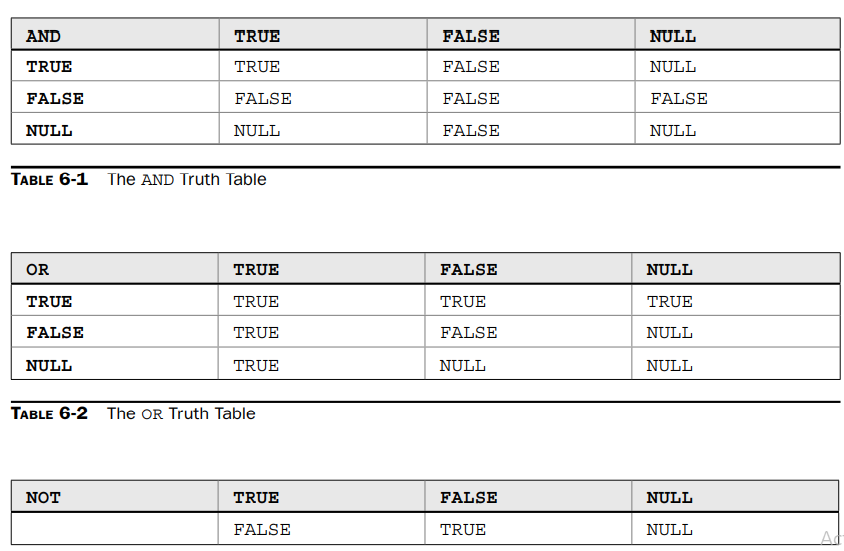 AND TRUE FALSE NULL
TRUE TRUE FALSE NULL
FALSE FALSE FALSE FALSE
NULL NULL FALSE NULL
TABLE 6-1 The AND Truth Table
OR TRUE FALSE NULL
TRUE TRUE TRUE TRUE
FALSE TRUE FALSE NULL
NULL TRUE NULL NULL
TABLE 6-2 The OR Truth Table
NOT TRUE FALSE NULL
FALSE TRUE NULL